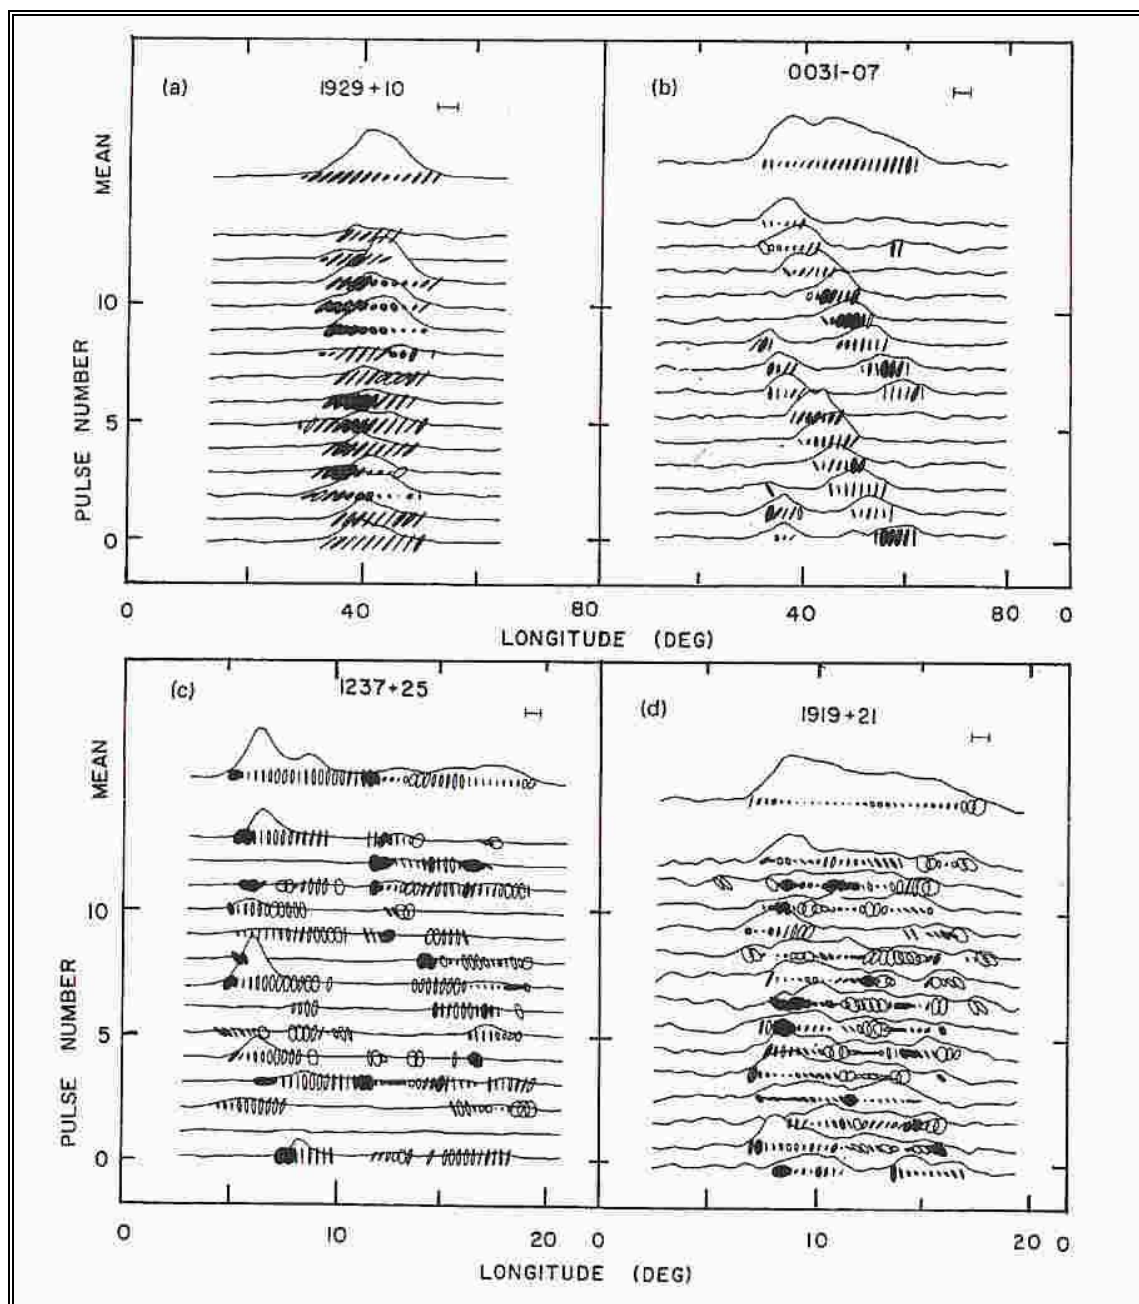 (a) 1929+10
(b) 0031-07
MEAN
PULSE NUMBER
10
5
0
0 40 80 40 80 0
LONGITUDE (DEG)
(c) 1237+25
(d) 1919+21
MEAN
PULSE NUMBER
10
5
0
0 10 20 0 10 20 0
LONGITUDE (DEG)